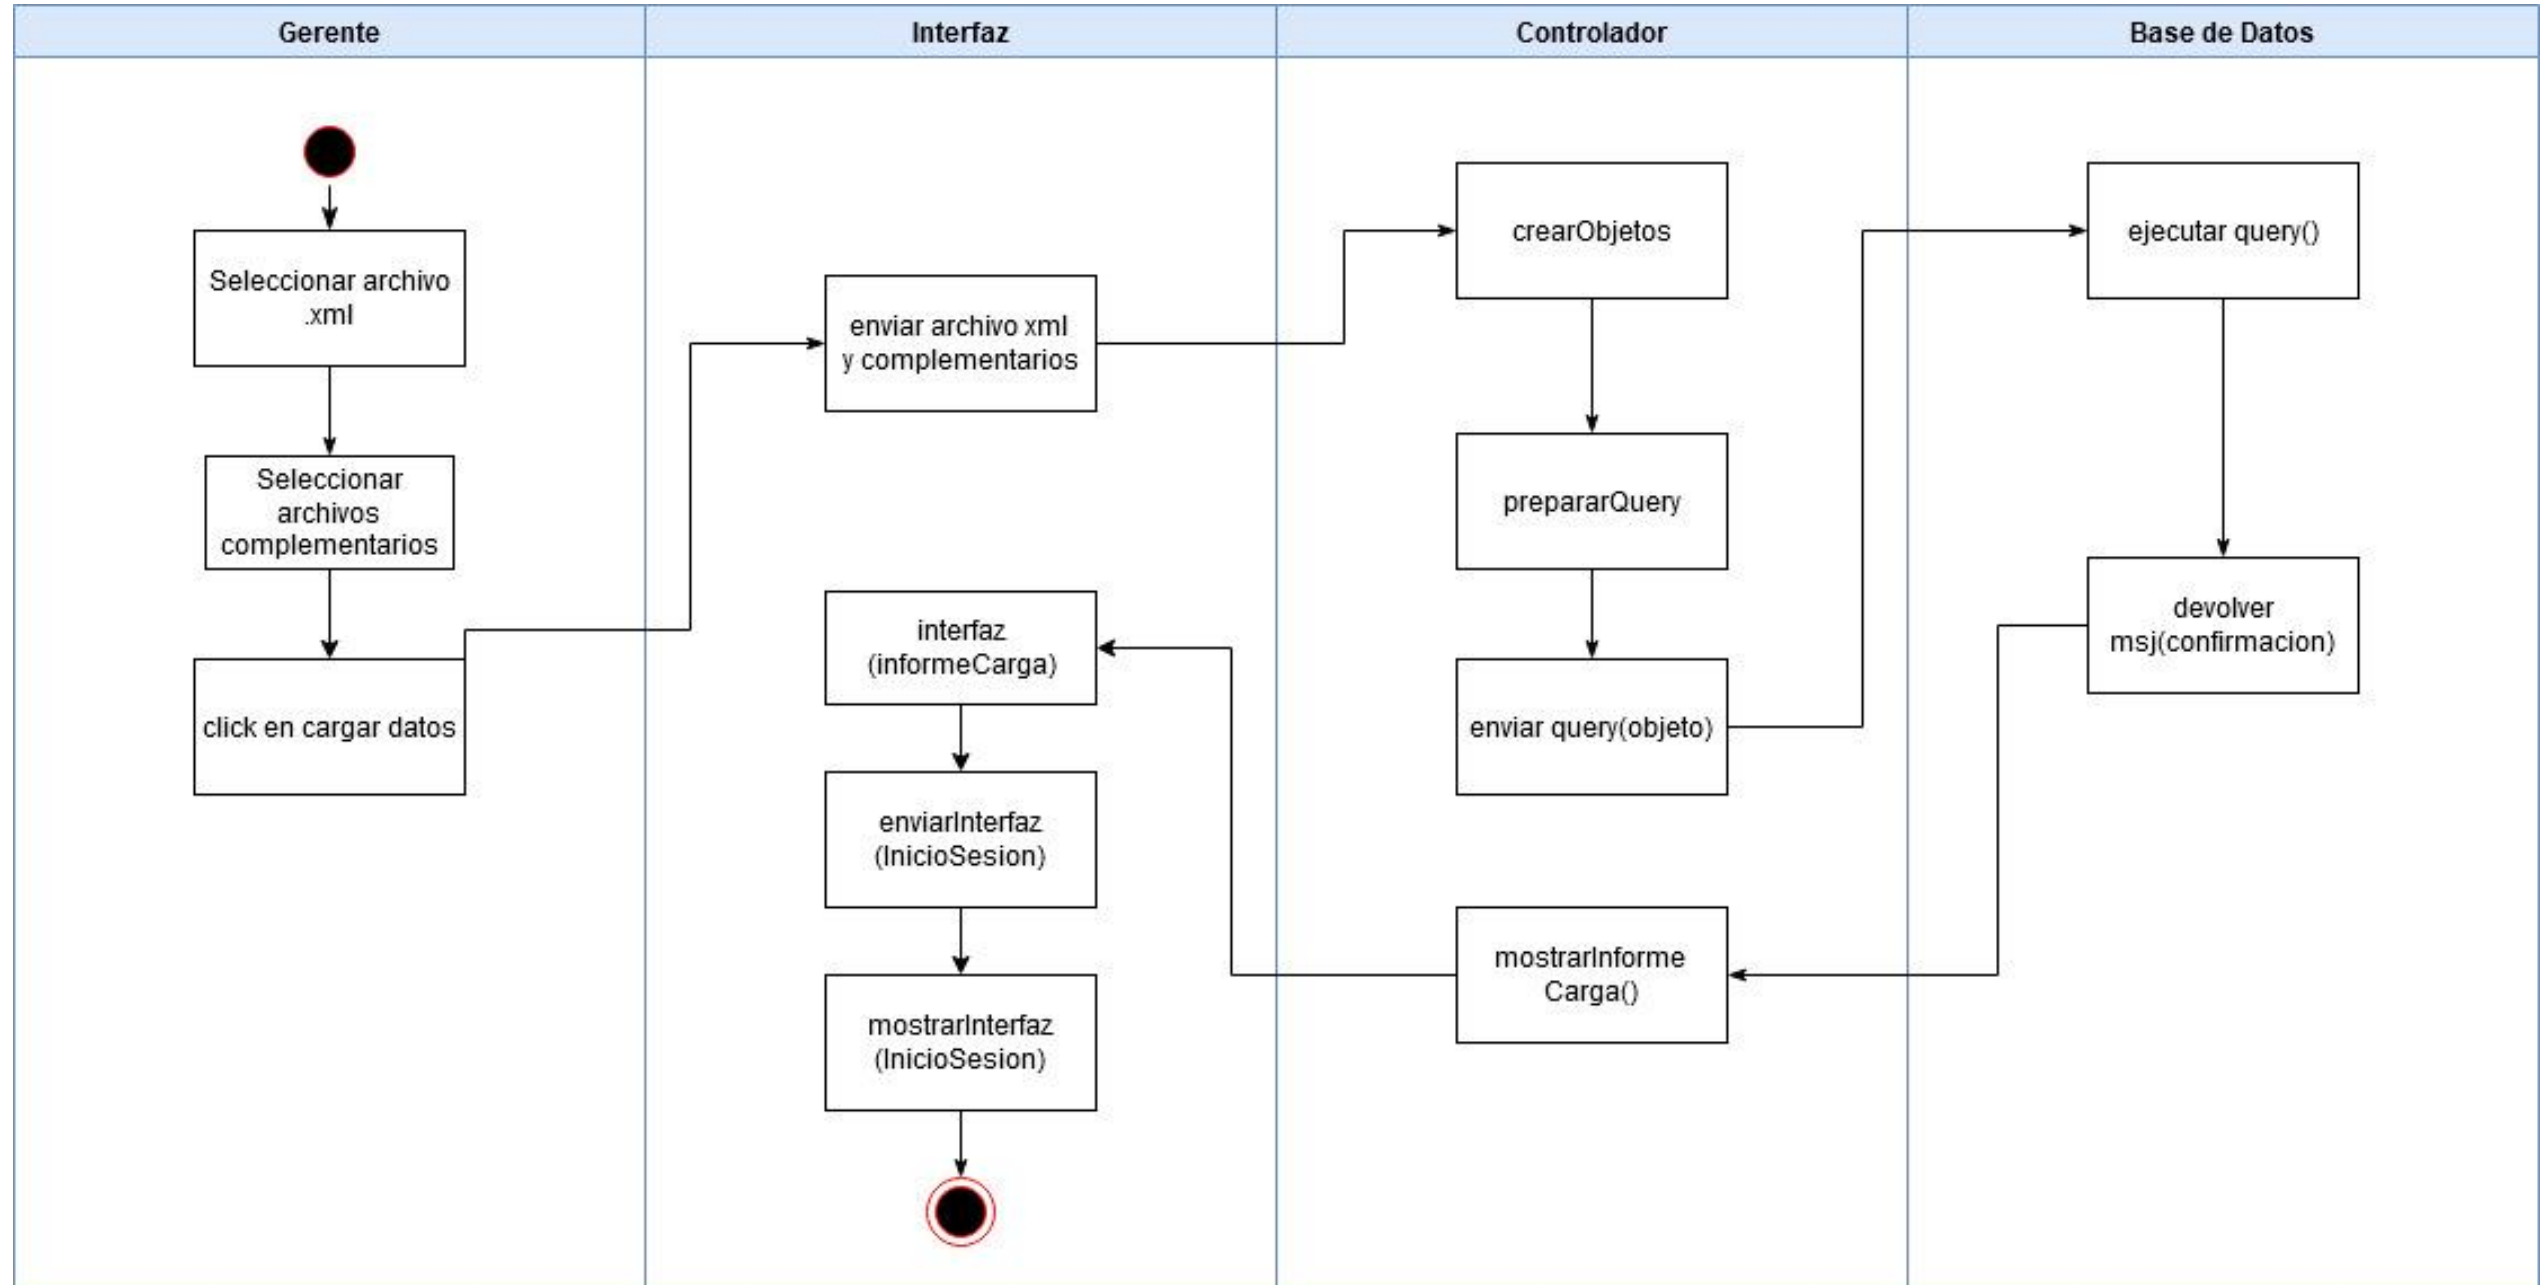 Gerente
Interfaz
Controlador
Base de Datos
Seleccionar archivo
.xml
Seleccionar
archivos
complementarios
click en cargar datos
enviar archivo xml
y complementarios
interfaz
(informeCarga)
enviarInterfaz
(InicioSesion)
mostrarInterfaz
(InicioSesion)
crearObjetos
prepararQuery
enviar query(objeto)
mostrarInforme
Carga()
ejecutar query()
devolver
msj(confirmacion)